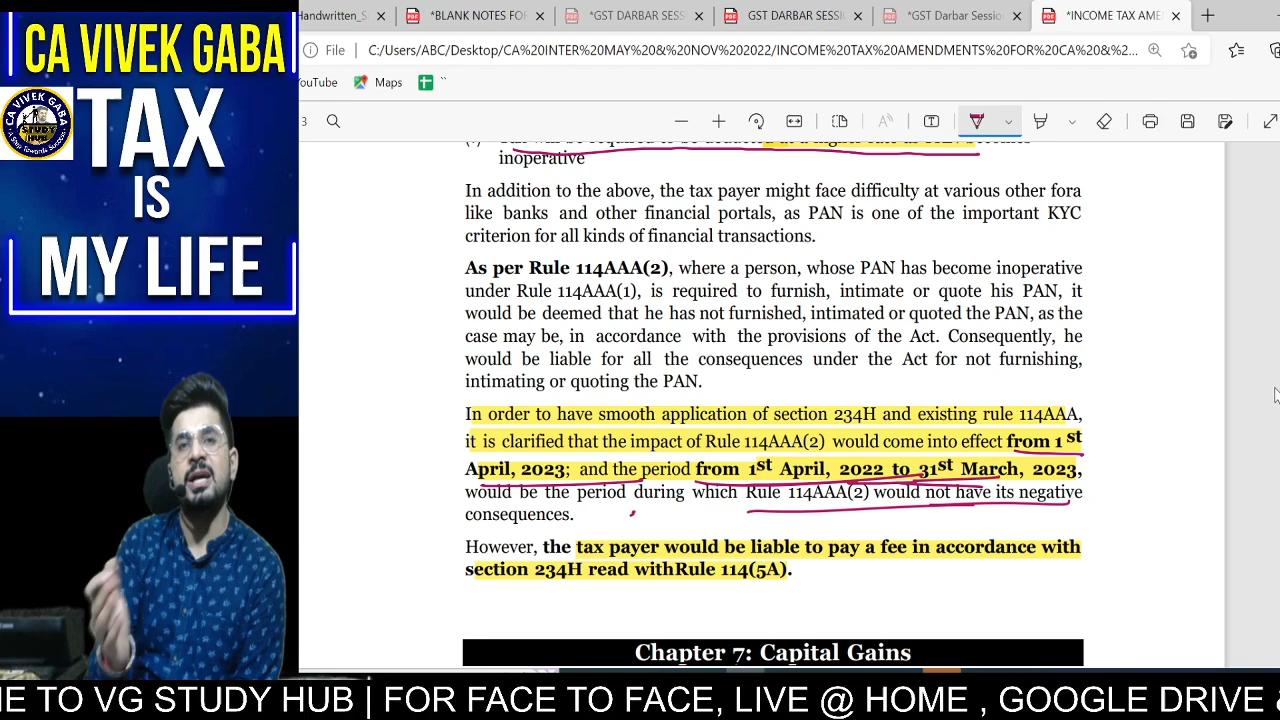 CA VIVEK GABA
CA VIVEK GABA
STUDY
HUB
TAX
IS
MY LIFE
Handwritten_S
*BLANK NOTES FO
*GST DARBAR SESS
GST DARBAR SESS
*GST Darbar Sessio
*INCOME TAX AME
File
C:/Users/ABC/Desktop/CA%20INTER%20MAY%20&%20NOV%202022/INCOME%20TAX%20AMENDMENTS%20FOR%20CA%20&%2...
YouTube
Maps
3
inoperative
In addition to the above, the tax payer might face difficulty at various other fora
like banks and other financial portals, as PAN is one of the important KYC
criterion for all kinds of financial transactions.
As per Rule 114AAA(2), where a person, whose PAN has become inoperative
under Rule 114AAA(1), is required to furnish, intimate or quote his PAN, it
would be deemed that he has not furnished, intimated or quoted the PAN, as the
case may be, in accordance with the provisions of the Act. Consequently, he
would be liable for all the consequences under the Act for not furnishing,
intimating or quoting the PAN.
In order to have smooth application of section 234H and existing rule 114AAA,
it is clarified that the impact of Rule 114AAA(2) would come into effect from 1 st
April, 2023; and the period from 1st April, 2022 to 31st March, 2023,
would be the period during which Rule 114AAA(2) would not have its negative
consequences.
However, the tax payer would be liable to pay a fee in accordance with
section 234H read withRule 114(5A).
Chapter 7: Capital Gains
ME TO VG STUDY HUB | FOR FACE TO FACE, LIVE @ HOME , GOOGLE DRIVE